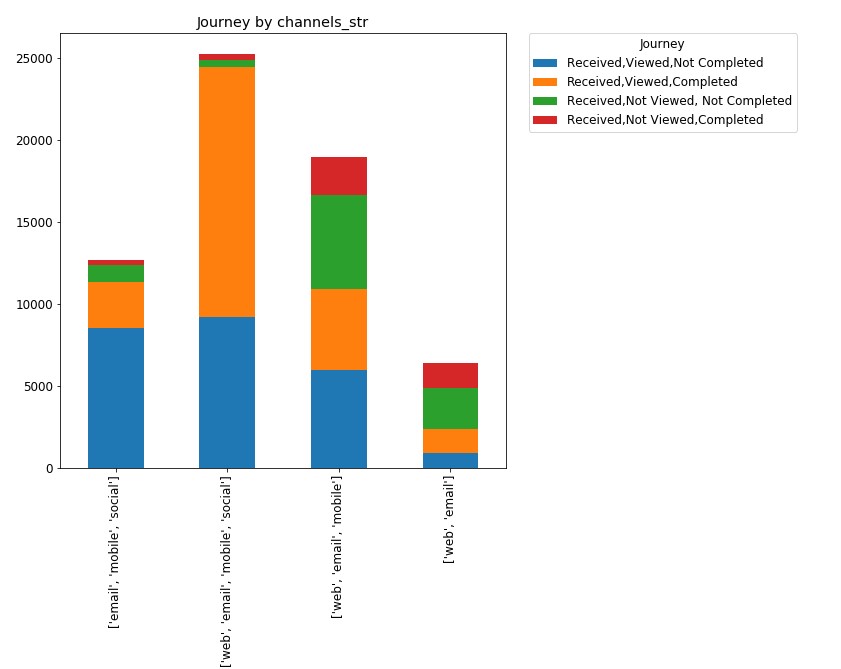 Journey by channels_str
25000
20000
15000
10000
5000
0
['email', 'mobile', 'social']
['web', 'email', 'mobile', 'social']
['web', 'email', 'mobile']
['web', 'email']
Journey
Received,Viewed,Not Completed
Received,Viewed,Completed
Received,Not Viewed, Not Completed
Received,Not Viewed,Completed